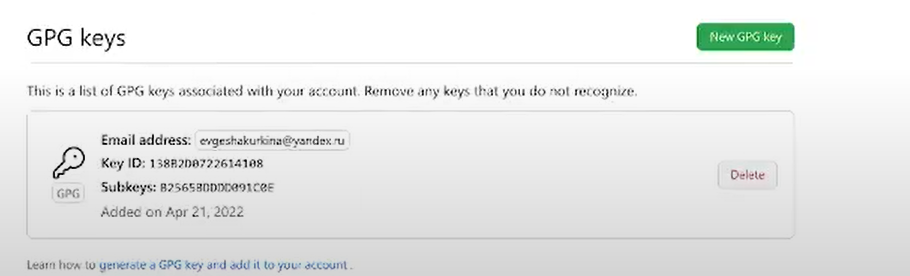 GPG keys
New GPG key
This is a list of GPG keys associated with your account. Remove any keys that you do not recognize.
Email address: evgeshakurkina@yandex.ru
Key ID: 138B2D0722614108
GPG
Subkeys:
Delete
Added on Apr 21, 2022
Learn how to generate a GPG key and add it to your account .